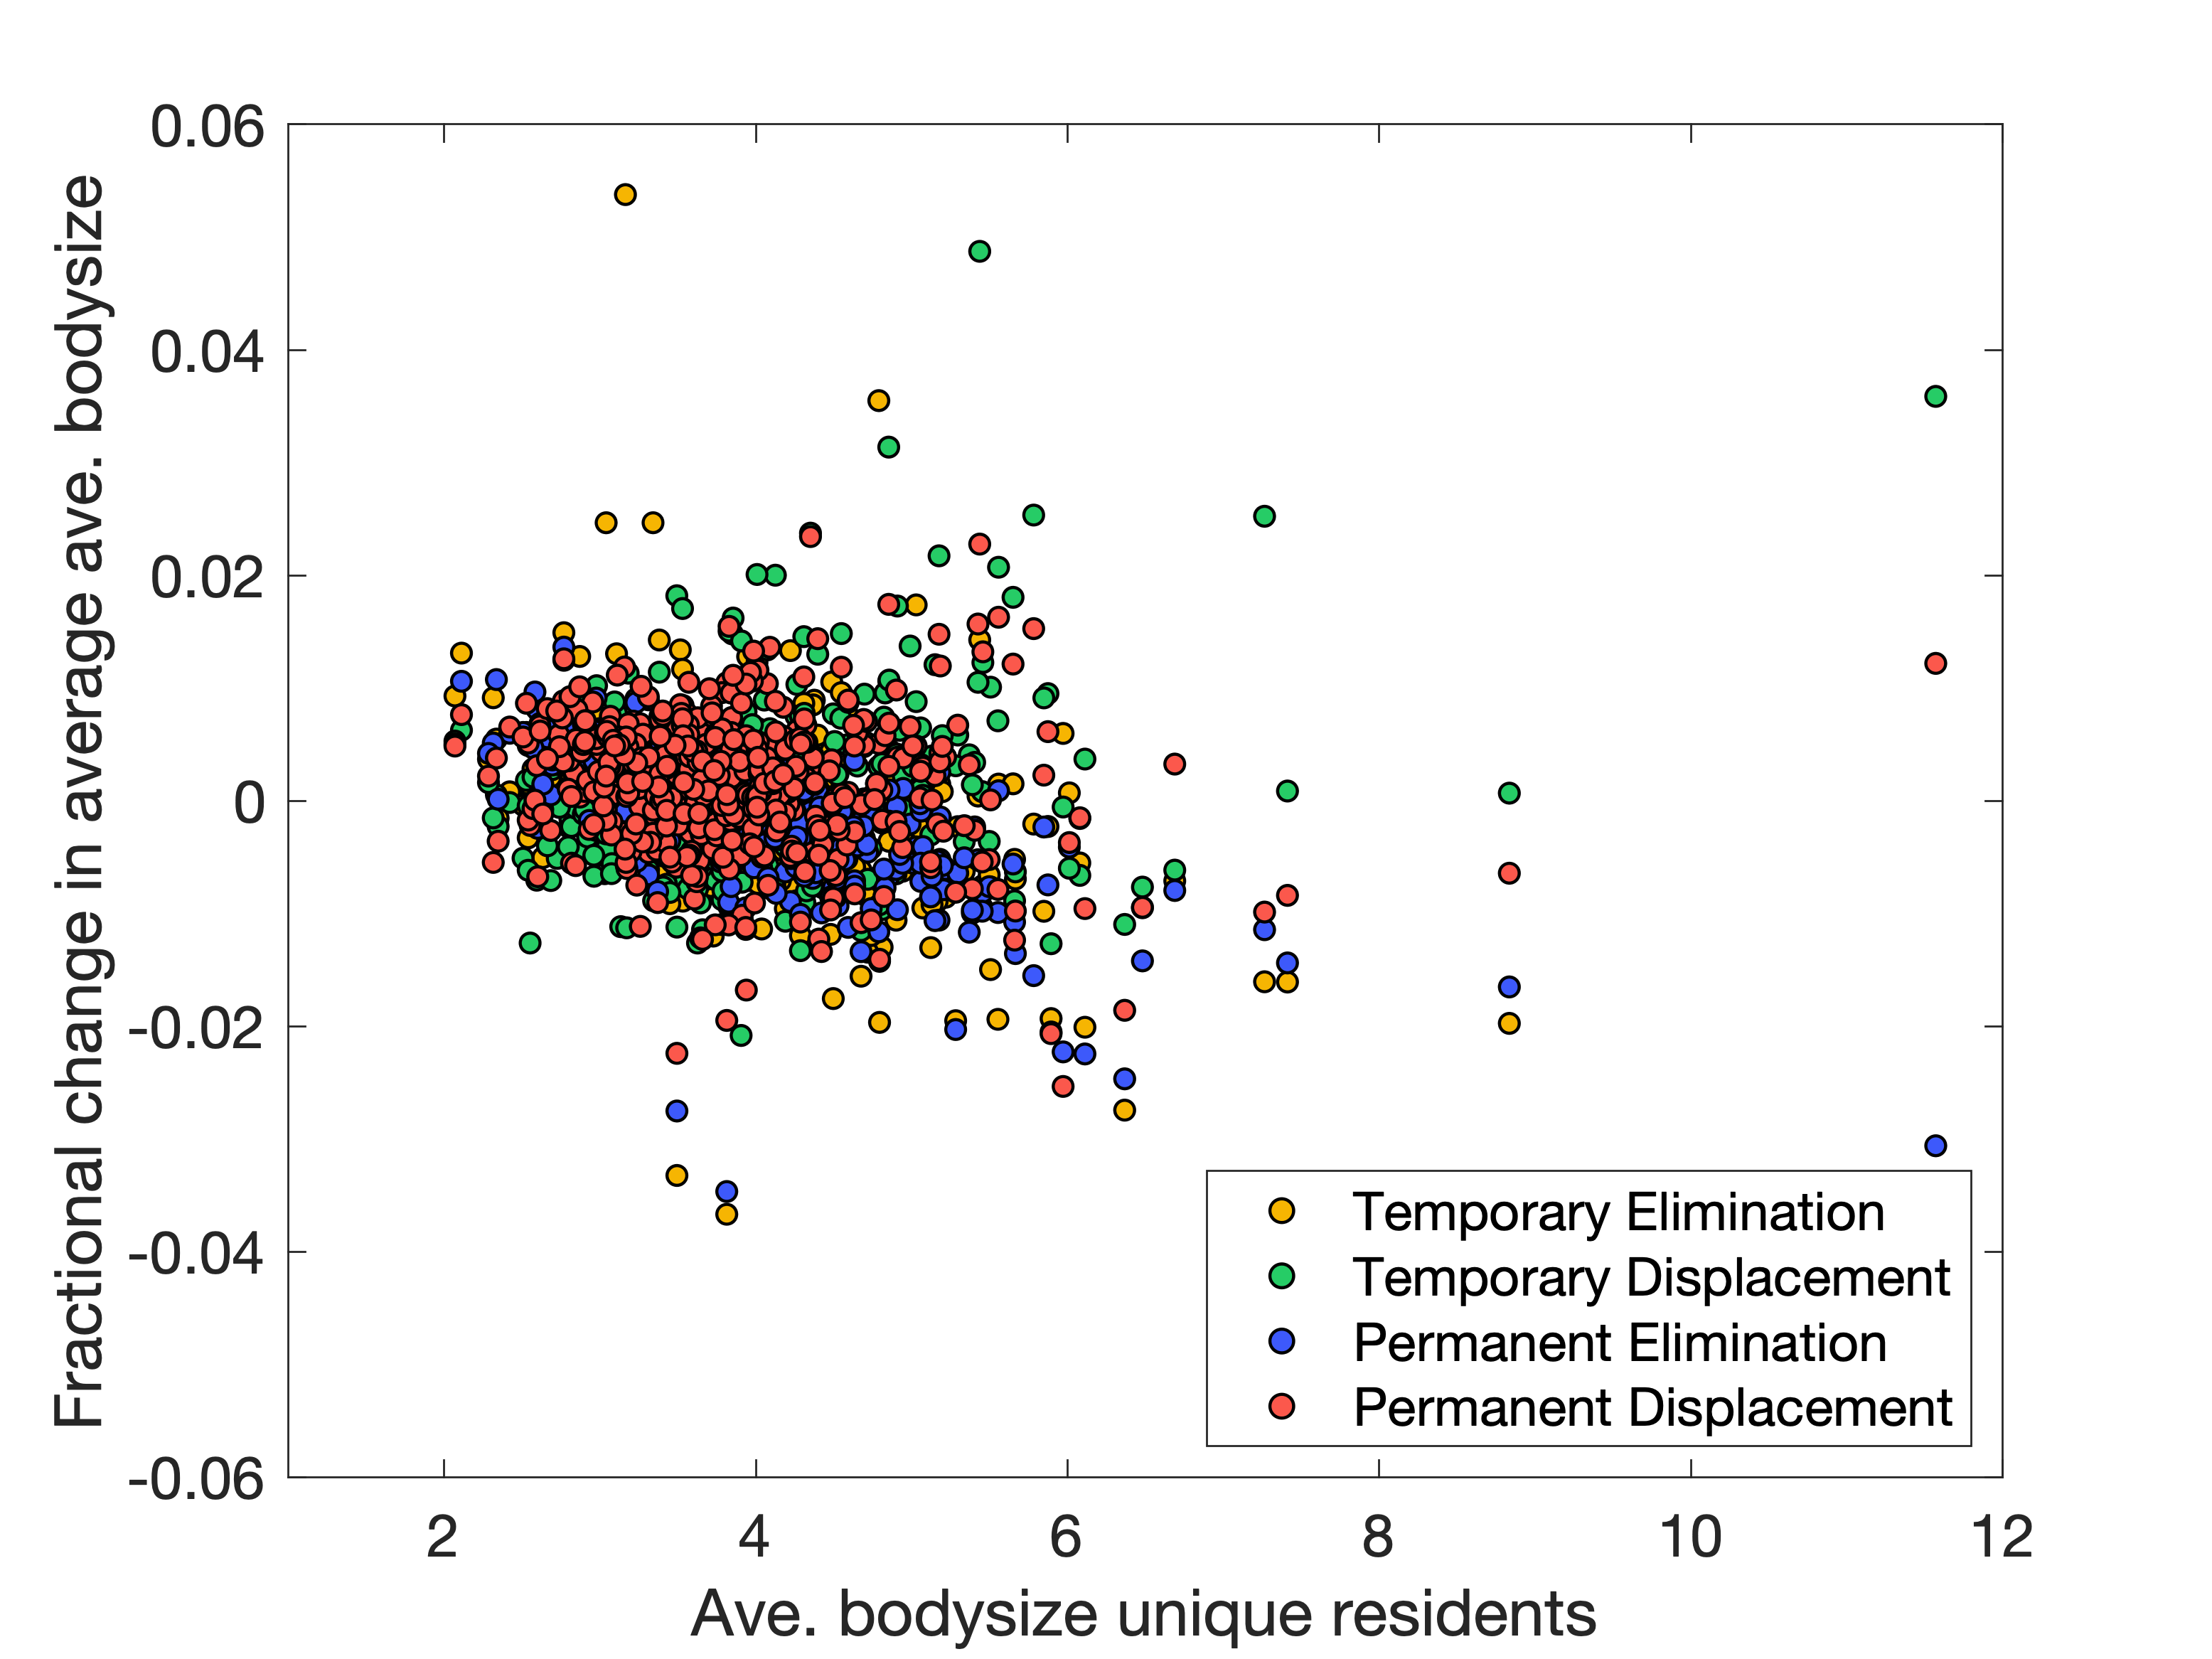 Fractional change in average ave. bodysize
0.06
0.04
0.02
0
-0.02
-0.04
-0.06
2
4
6
8
10
12
Ave. bodysize unique residents
Temporary Elimination
Temporary Displacement
Permanent Elimination
Permanent Displacement